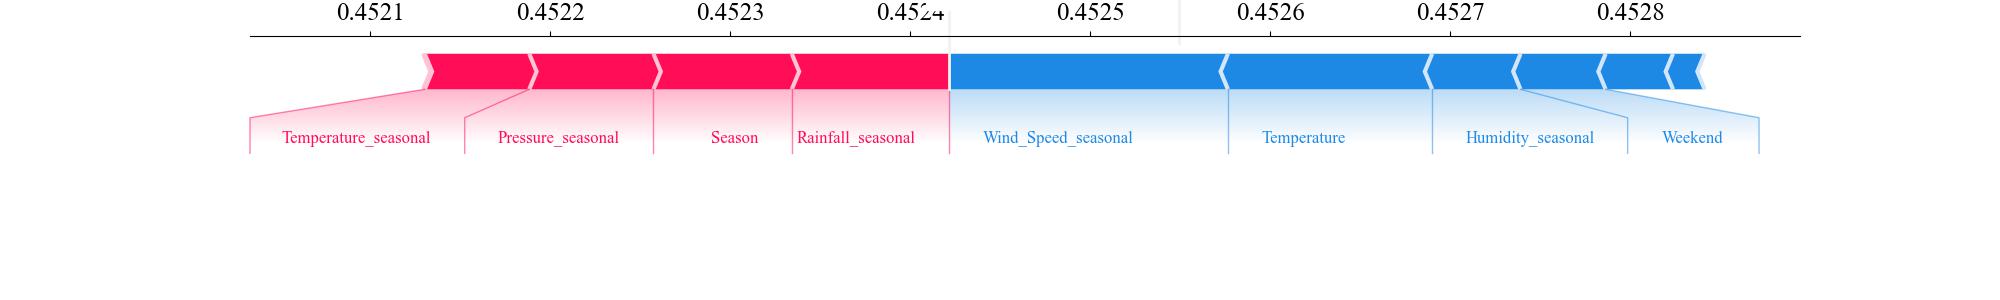 0.4521 0.4522 0.4523 0.4524 0.4525 0.4526 0.4527 0.4528
Temperature_seasonal Pressure_seasonal Season Rainfall_seasonal Wind_Speed_seasonal Temperature Humidity_seasonal Weekend